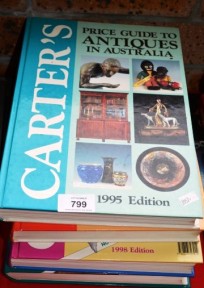 CARTER'S
PRICE GUIDE TO
ANTIQUES
IN AUSTRALIA
799
1995 Edition
1998 Edition